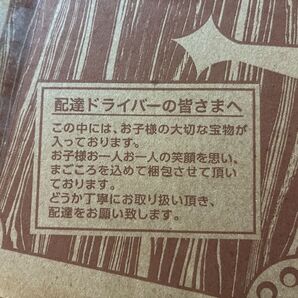 配達ドライバーの皆さまへ
この中には、お子様の大切な宝物が
入っております。
お子様お一人お一人の笑顔を思い、
まごころを込めて梱包させて頂い
ております。
どうか丁寧にお取り扱い頂き、
配達をお願い致します。